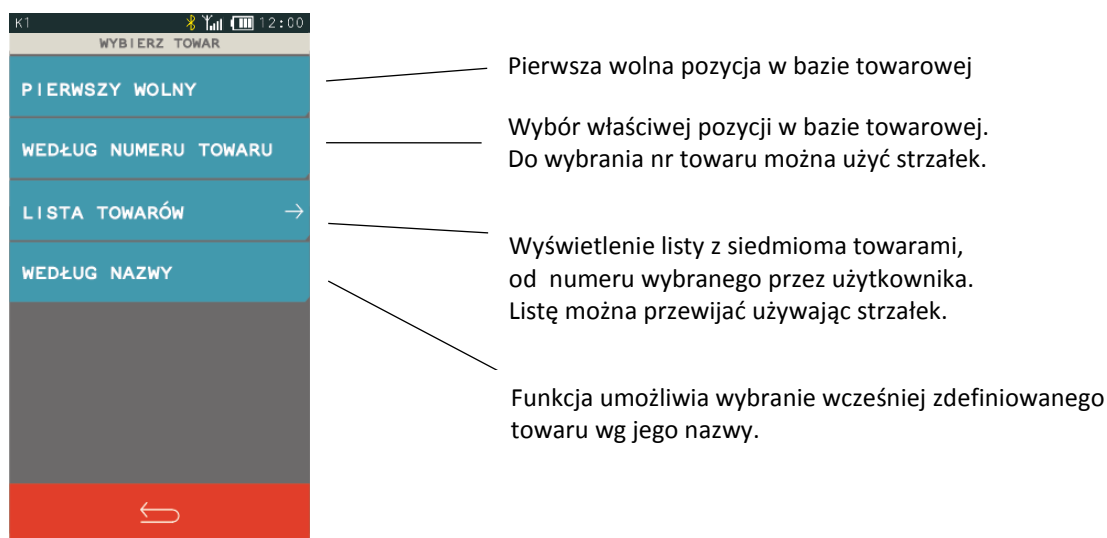 K1 12:00
WYBIERZ TOWAR
PIERWSZY WOLNY
WEDŁUG NUMERU TOWARU
LISTA TOWARÓW →
WEDŁUG NAZWY
Pierwsza wolna pozycja w bazie towarowej
Wybór właściwej pozycji w bazie towarowej.
Do wybrania nr towaru można użyć strzałek.
Wyświetlenie listy z siedmioma towarami,
od numeru wybranego przez użytkownika.
Listę można przewijać używając strzałek.
Funkcja umożliwia wybranie wcześniej zdefiniowanego
towaru wg jego nazwy.